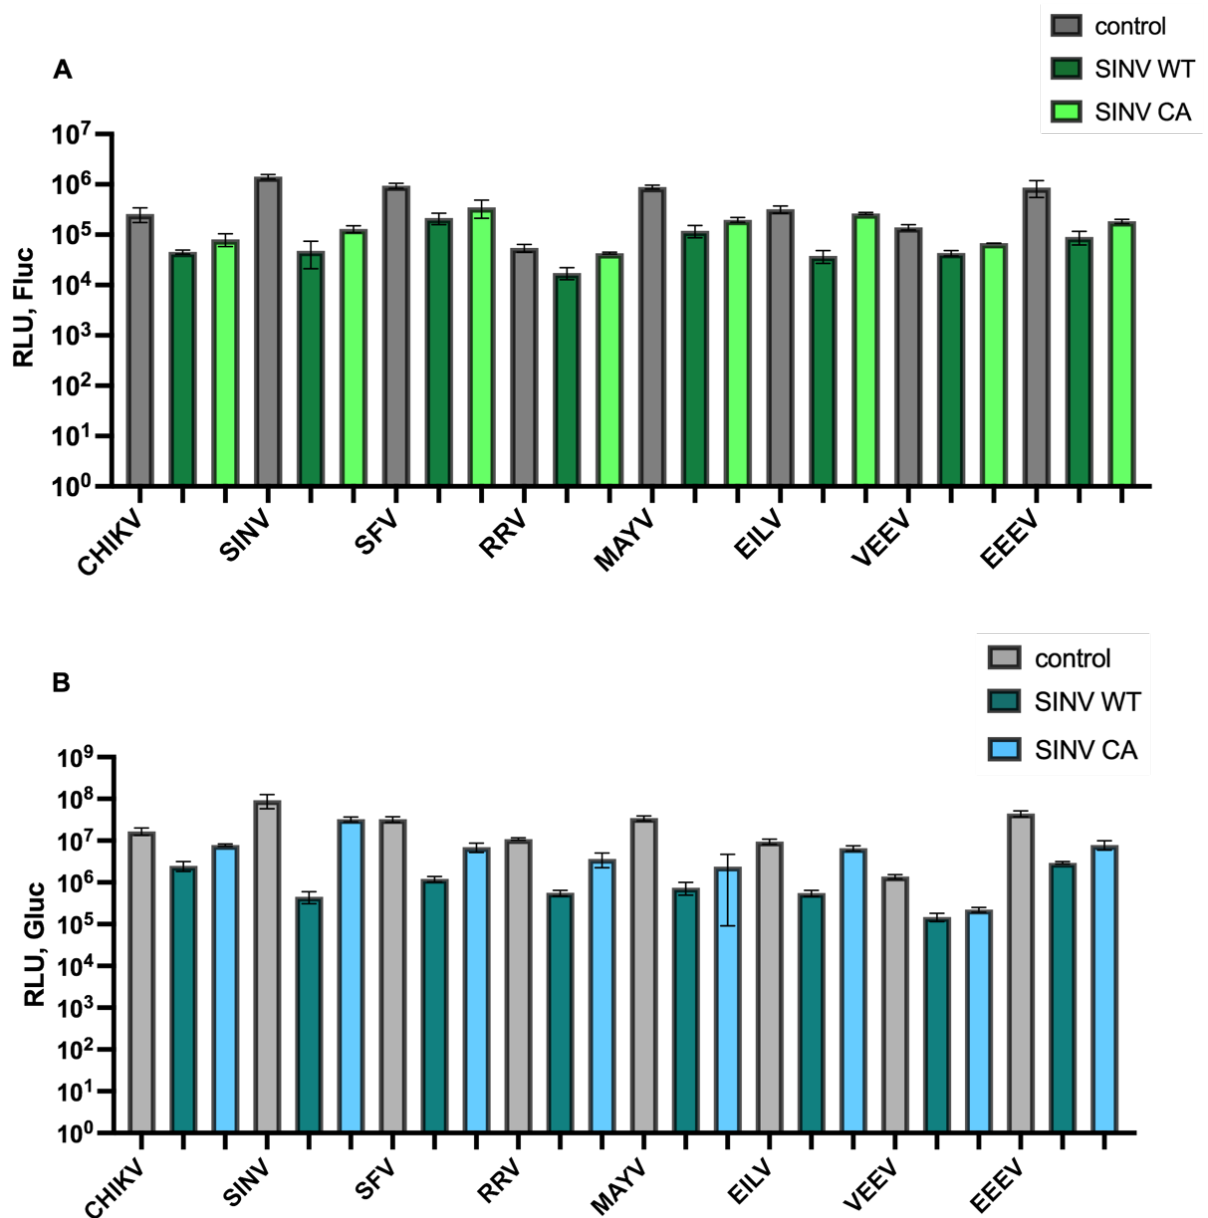 control
A
SINV WT
SINV CA
10⁷
10⁶
10⁵
10⁴
10³
10²
10¹
10⁰
RLU, Fluc
CHIKV SINV SFV RRV MAYV EILV VEEV EEEV
control
B
SINV WT
SINV CA
10⁹
10⁸
10⁷
10⁶
10⁵
10⁴
10³
10²
10¹
10⁰
RLU, Gluc
CHIKV SINV SFV RRV MAYV EILV VEEV EEEV